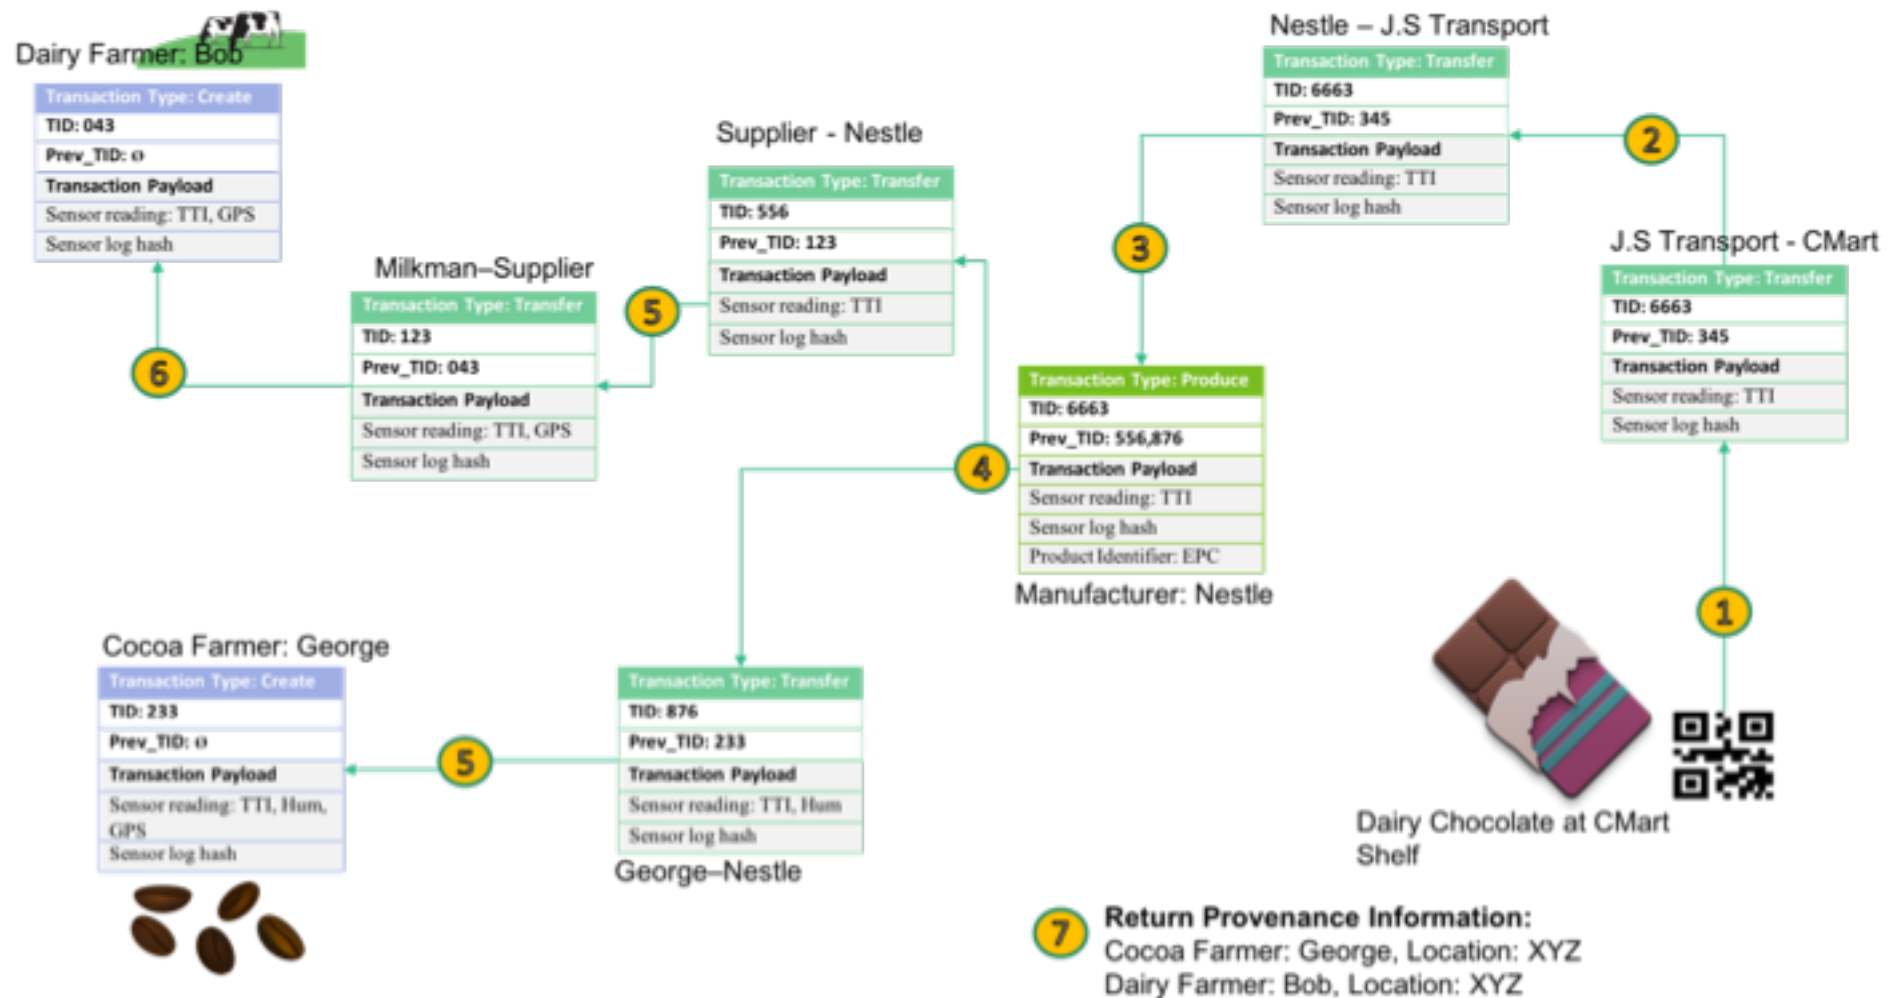 Dairy Farmer: Bob
Transaction Type: Create
TID: 043
Prev_TID: Ø
Transaction Payload
Sensor reading: TTI, GPS
Sensor log hash
Milkman–Supplier
Transaction Type: Transfer
TID: 123
Prev_TID: 043
Transaction Payload
Sensor reading: TTI, GPS
Sensor log hash
Supplier - Nestle
Transaction Type: Transfer
TID: 556
Prev_TID: 123
Transaction Payload
Sensor reading: TTI
Sensor log hash
Nestle – J.S Transport
Transaction Type: Transfer
TID: 6663
Prev_TID: 345
Transaction Payload
Sensor reading: TTI
Sensor log hash
J.S Transport - CMart
Transaction Type: Transfer
TID: 6663
Prev_TID: 345
Transaction Payload
Sensor reading: TTI
Sensor log hash
Transaction Type: Produce
TID: 6663
Prev_TID: 556,876
Transaction Payload
Sensor reading: TTI
Sensor log hash
Product Identifier: EPC
Manufacturer: Nestle
Cocoa Farmer: George
Transaction Type: Create
TID: 233
Prev_TID: Ø
Transaction Payload
Sensor reading: TTI, Hum,
GPS
Sensor log hash
Transaction Type: Transfer
TID: 876
Prev_TID: 233
Transaction Payload
Sensor reading: TTI, Hum
Sensor log hash
George–Nestle
Dairy Chocolate at CMart
Shelf
1
2
3
4
5
5
6
7
Return Provenance Information:
Cocoa Farmer: George, Location: XYZ
Dairy Farmer: Bob, Location: XYZ